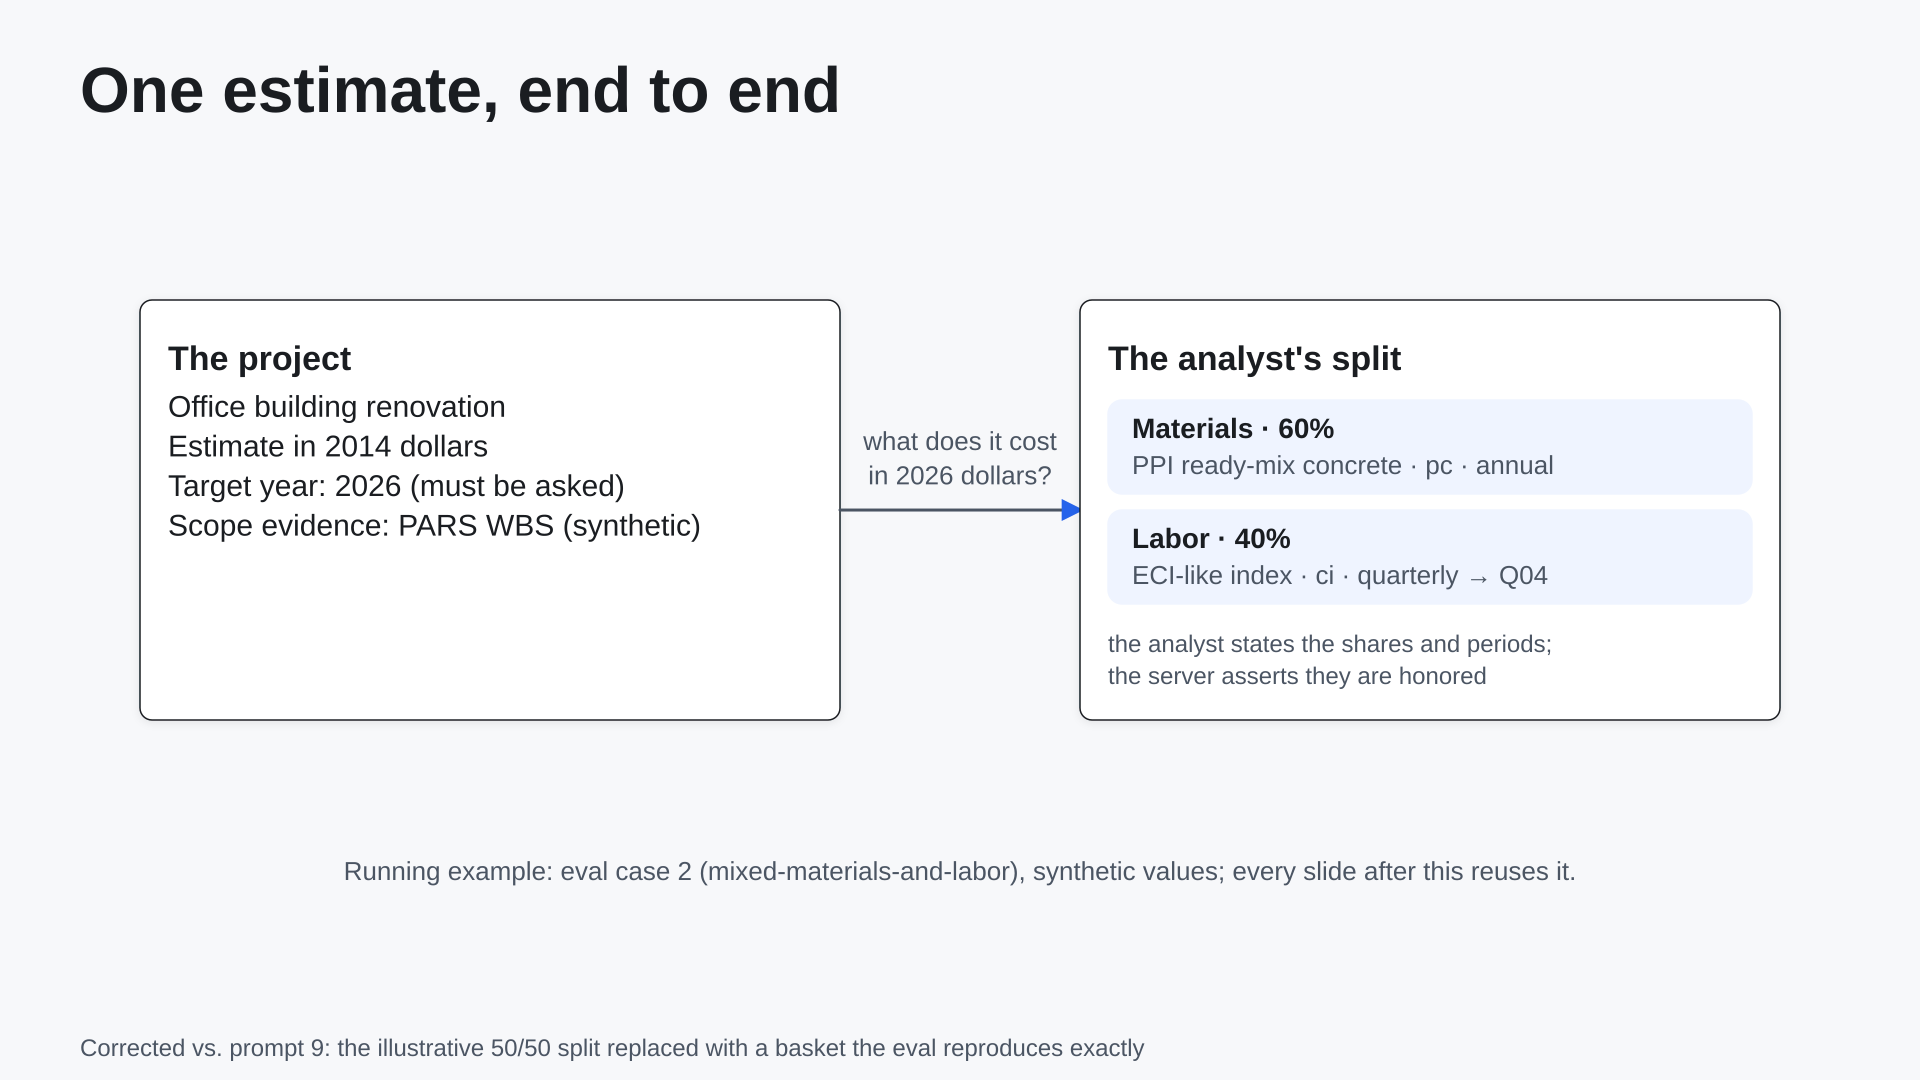 One estimate, end to end
The project
Office building renovation
Estimate in 2014 dollars
Target year: 2026 (must be asked)
Scope evidence: PARS WBS (synthetic)
what does it cost
in 2026 dollars?
The analyst's split
Materials · 60%
PPI ready-mix concrete · pc · annual
Labor · 40%
ECI-like index · ci · quarterly → Q04
the analyst states the shares and periods;
the server asserts they are honored
Running example: eval case 2 (mixed-materials-and-labor), synthetic values; every slide after this reuses it.
Corrected vs. prompt 9: the illustrative 50/50 split replaced with a basket the eval reproduces exactly